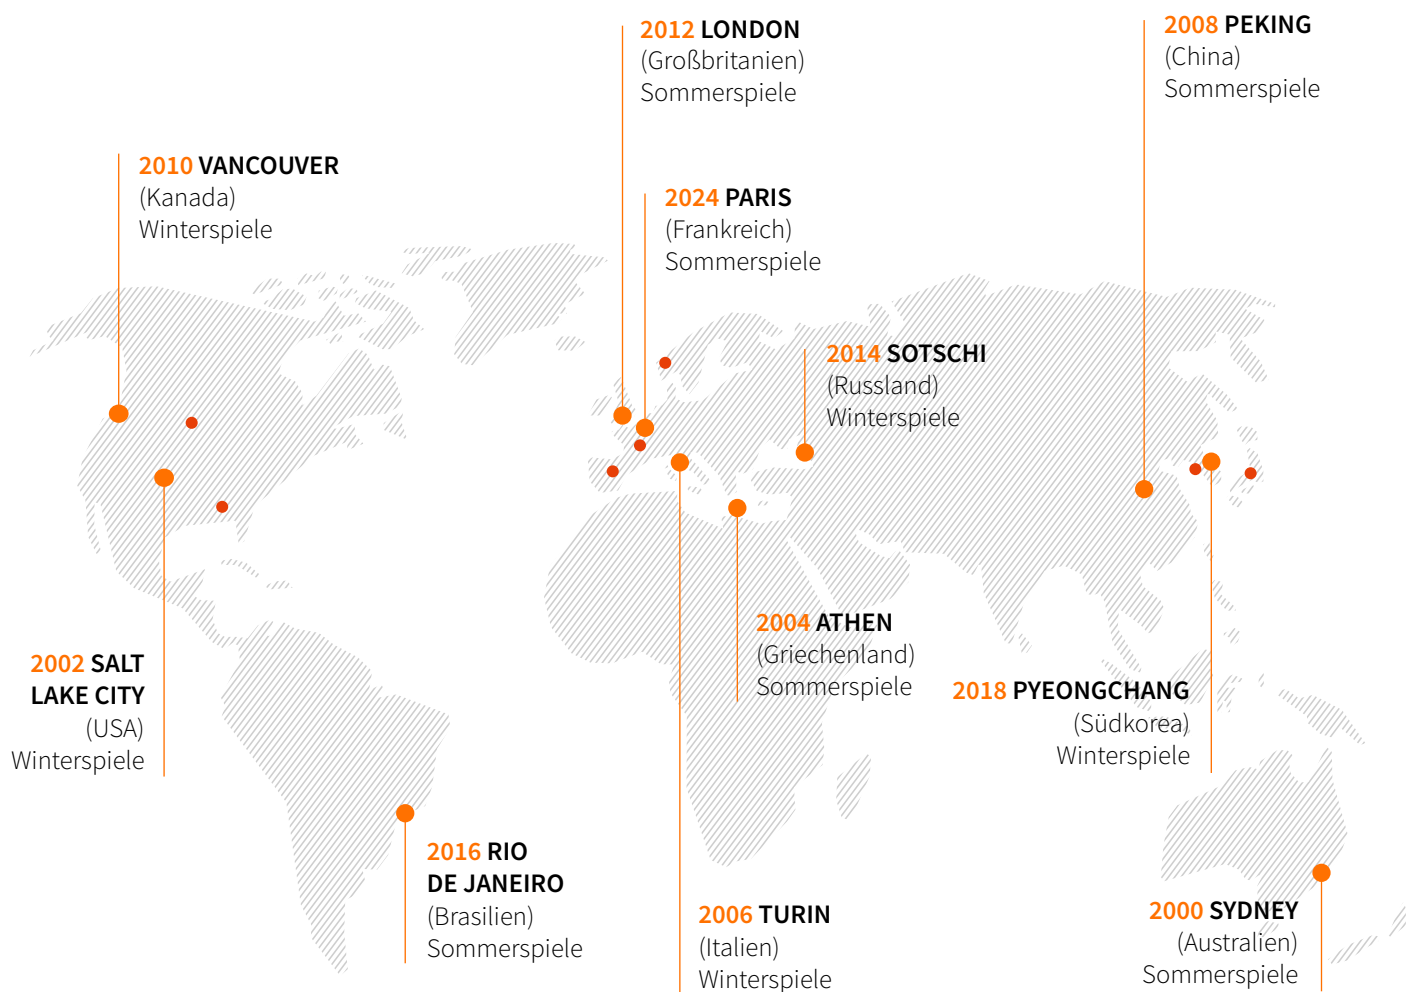 2012 LONDON
(Großbritanien)
Sommerspiele
2008 PEKING
(China)
Sommerspiele
2010 VANCOUVER
(Kanada)
Winterspiele
2024 PARIS
(Frankreich)
Sommerspiele
2014 SOTSCHI
(Russland)
Winterspiele
2004 ATHEN
(Griechenland)
Sommerspiele
2002 SALT
LAKE CITY
(USA)
Winterspiele
2018 PYEONGCHANG
(Südkorea)
Winterspiele
2016 RIO
DE JANEIRO
(Brasilien)
Sommerspiele
2006 TURIN
(Italien)
Winterspiele
2000 SYDNEY
(Australien)
Sommerspiele